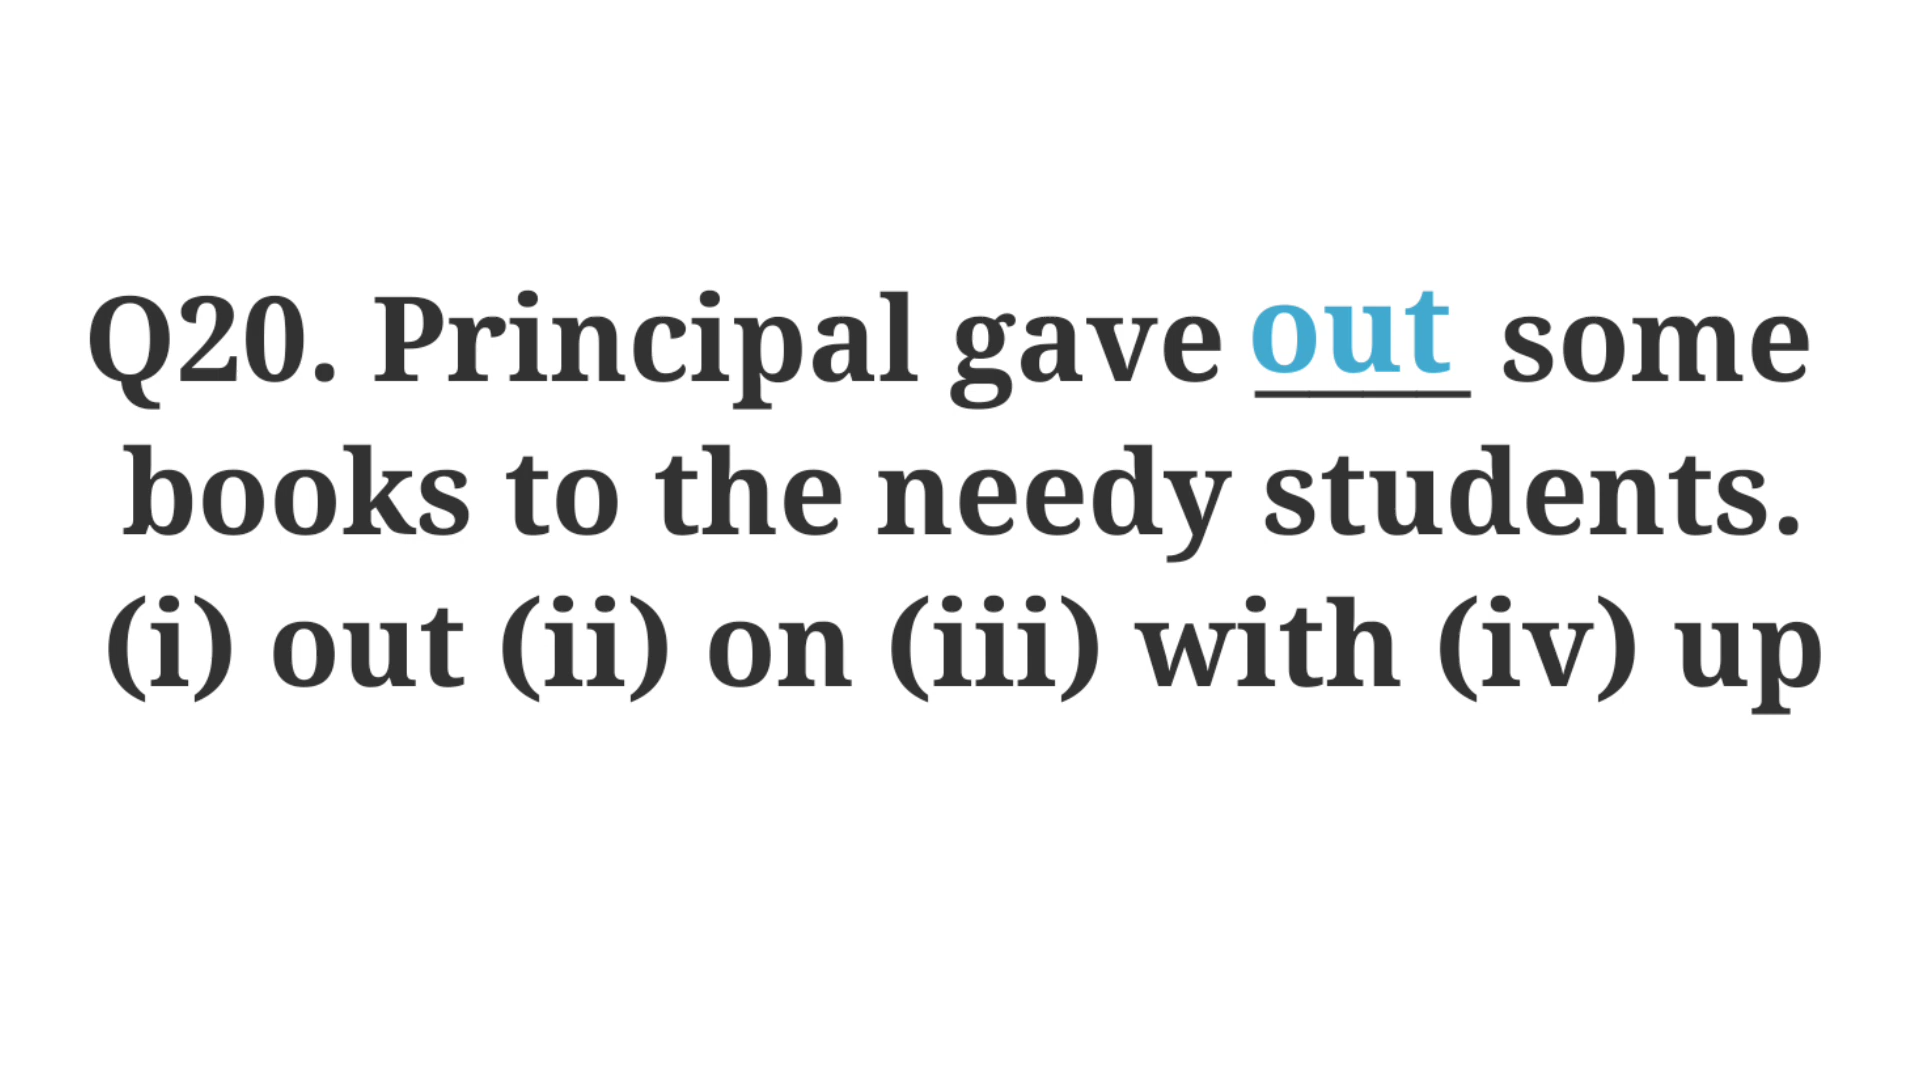 Q20. Principal gave out some
books to the needy students.
(i) out (ii) on (iii) with (iv) up